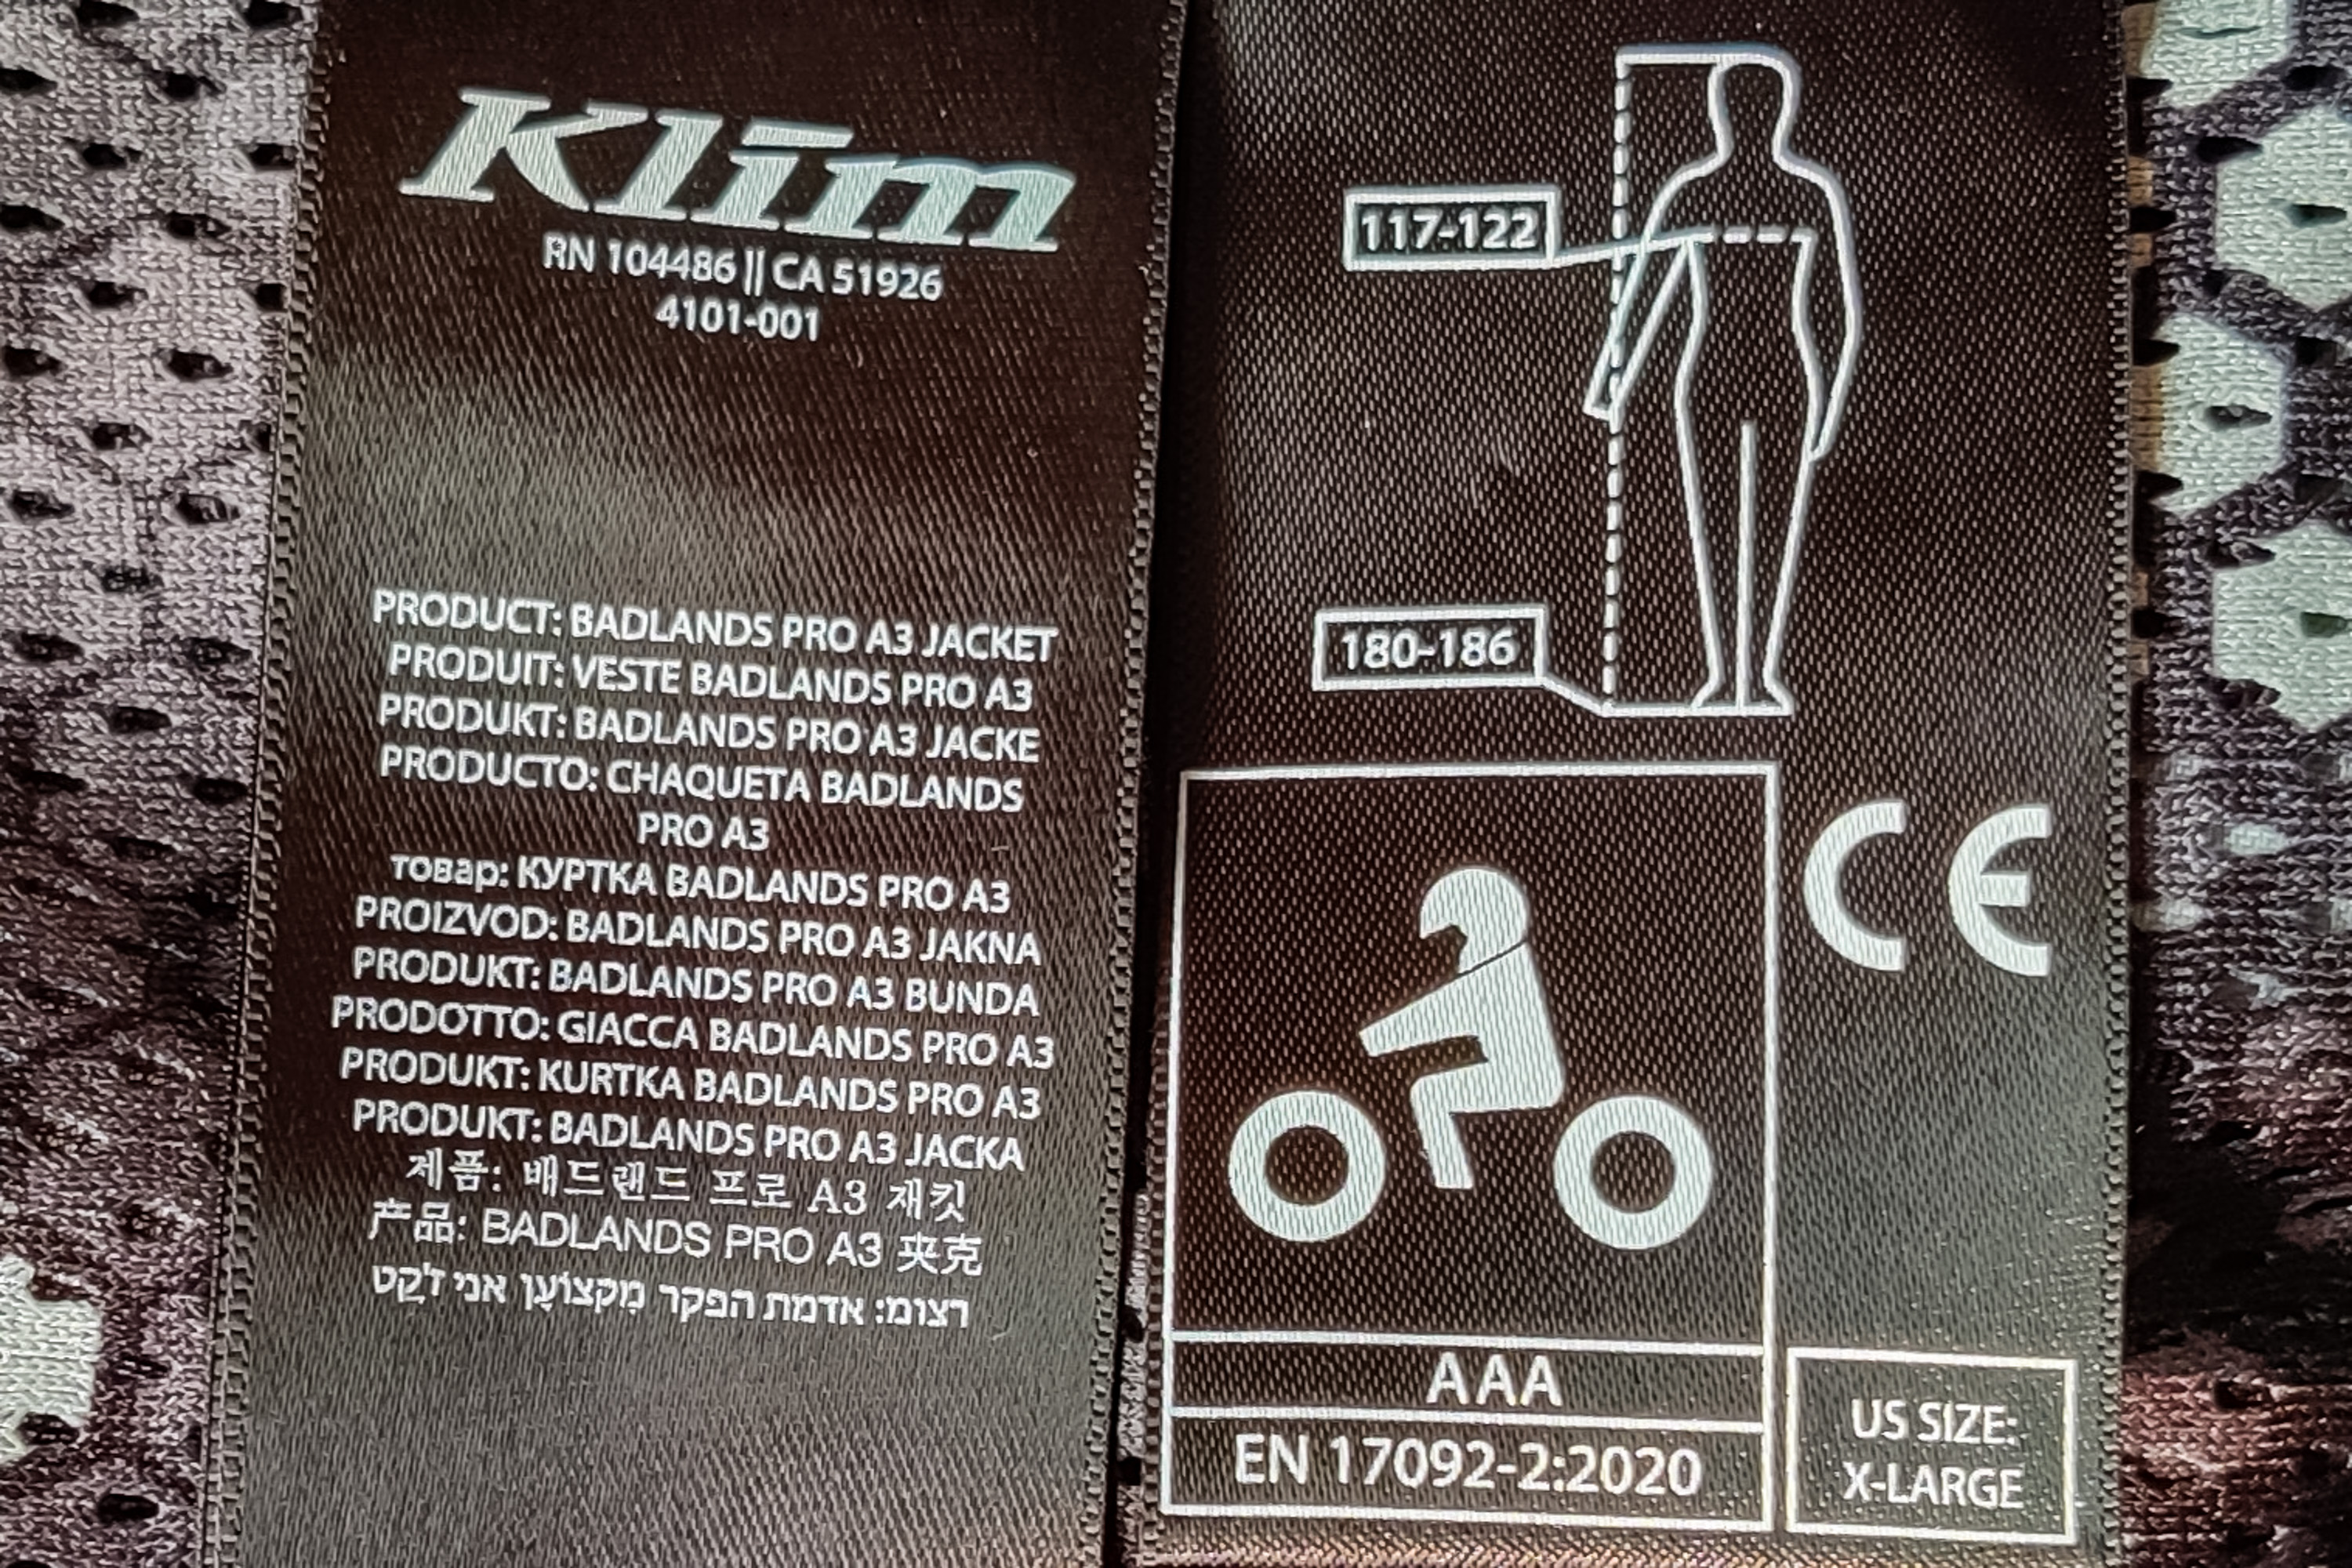 Klim
RN 104486 || CA 51926
4101-001
PRODUCT: BADLANDS PRO A3 JACKET
PRODUIT: VESTE BADLANDS PRO A3
PRODUKT: BADLANDS PRO A3 JACKE
PRODUCTO: CHAQUETA BADLANDS
PRO A3
товар: КУРТКА BADLANDS PRO A3
PROIZVOD: BADLANDS PRO A3 JAKNA
PRODUKT: BADLANDS PRO A3 BUNDA
PRODOTTO: GIACCA BADLANDS PRO A3
PRODUKT: KURTKA BADLANDS PRO A3
PRODUKT: BADLANDS PRO A3 JACKA
제품: 배드랜드 프로 A3 재킷
产品: BADLANDS PRO A3 夹克
רצומ: אדמת הפקר מִקצוֹעָן אני ז'קֵט
117-122
180-186
CE
AAA
EN 17092-2:2020
US SIZE:
X-LARGE